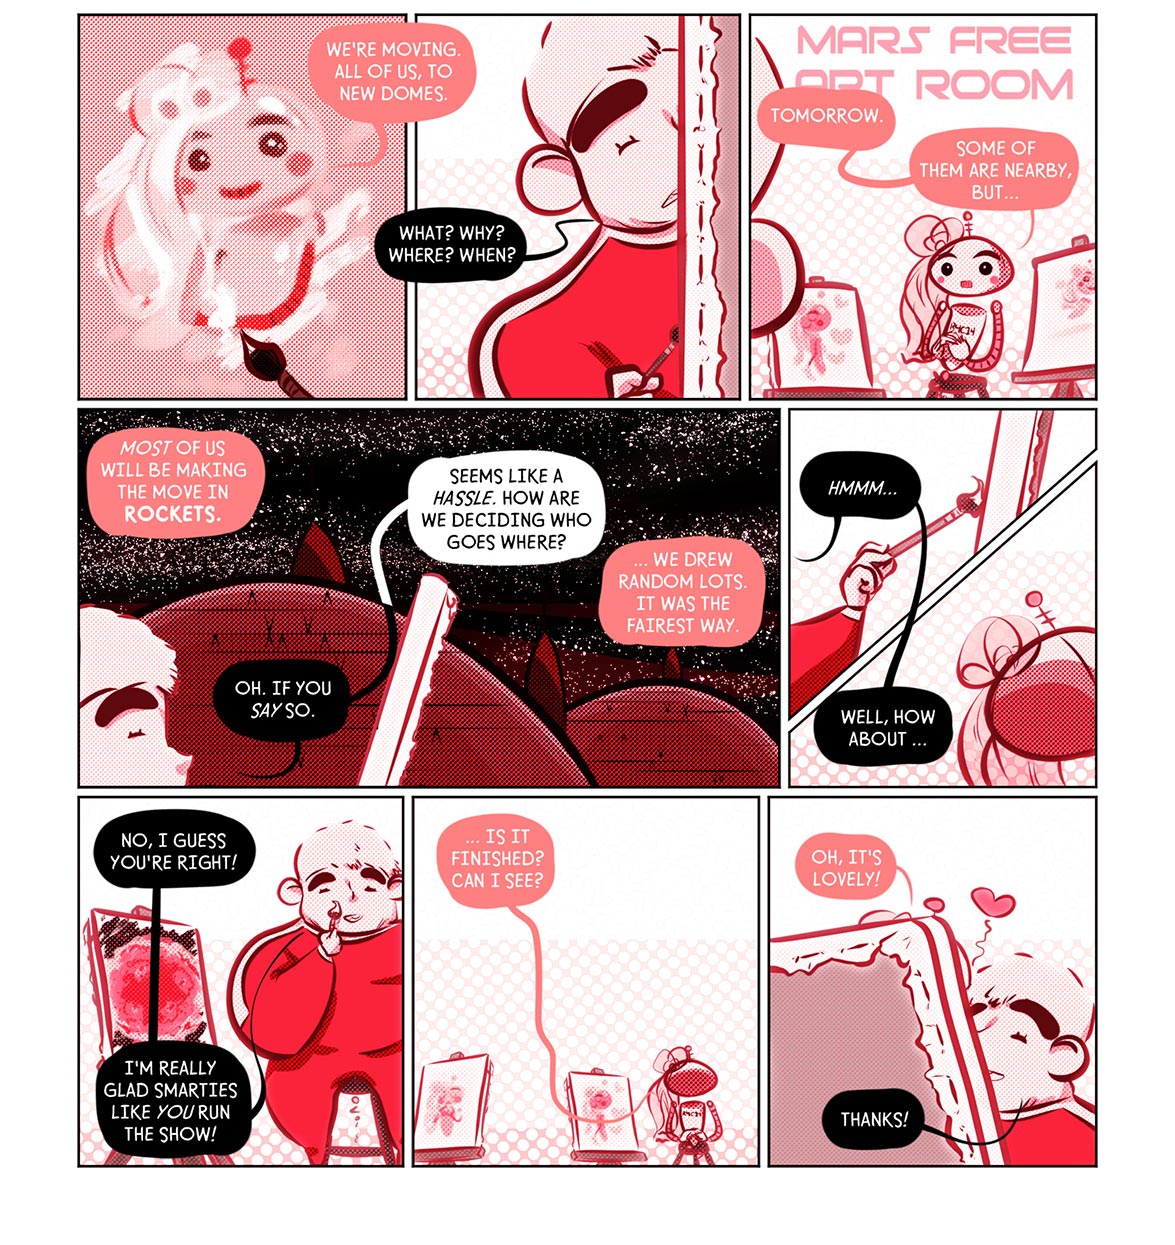 WE'RE MOVING.
ALL OF US, TO
NEW DOMES.
WHAT? WHY?
WHERE? WHEN?
MARS FREE
ART ROOM
TOMORROW.
SOME OF
THEM ARE NEARBY,
BUT...
MOST OF US
WILL BE MAKING
THE MOVE IN
ROCKETS.
SEEMS LIKE A
HASSLE. HOW ARE
WE DECIDING WHO
GOES WHERE?
... WE DREW
RANDOM LOTS.
IT WAS THE
FAIREST WAY.
OH. IF YOU
SAY SO.
HMMM...
WELL, HOW
ABOUT ...
NO, I GUESS
YOU'RE RIGHT!
I'M REALLY
GLAD SMARTIES
LIKE YOU RUN
THE SHOW!
... IS IT
FINISHED?
CAN I SEE?
OH, IT'S
LOVELY!
THANKS!